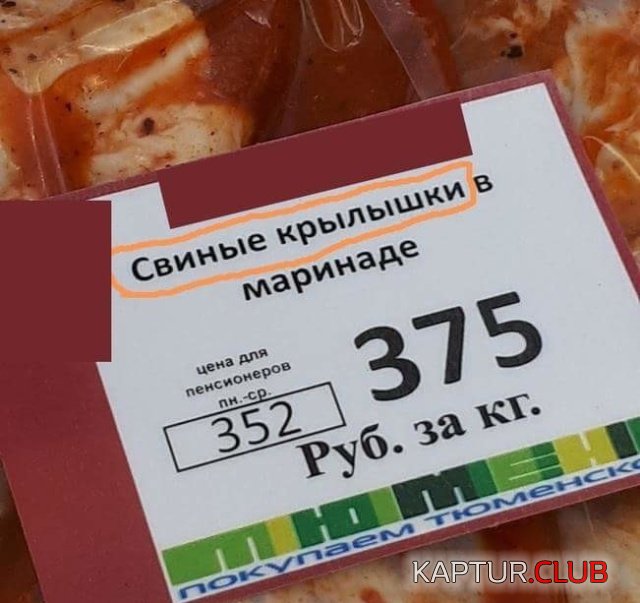 Свиные крылышки в
маринаде
цена для
пенсионеров
пн.-ср.
352
375
Руб. за кг.
ТЮМЕН
покупаем тюменско
KAPTUR.CLUB